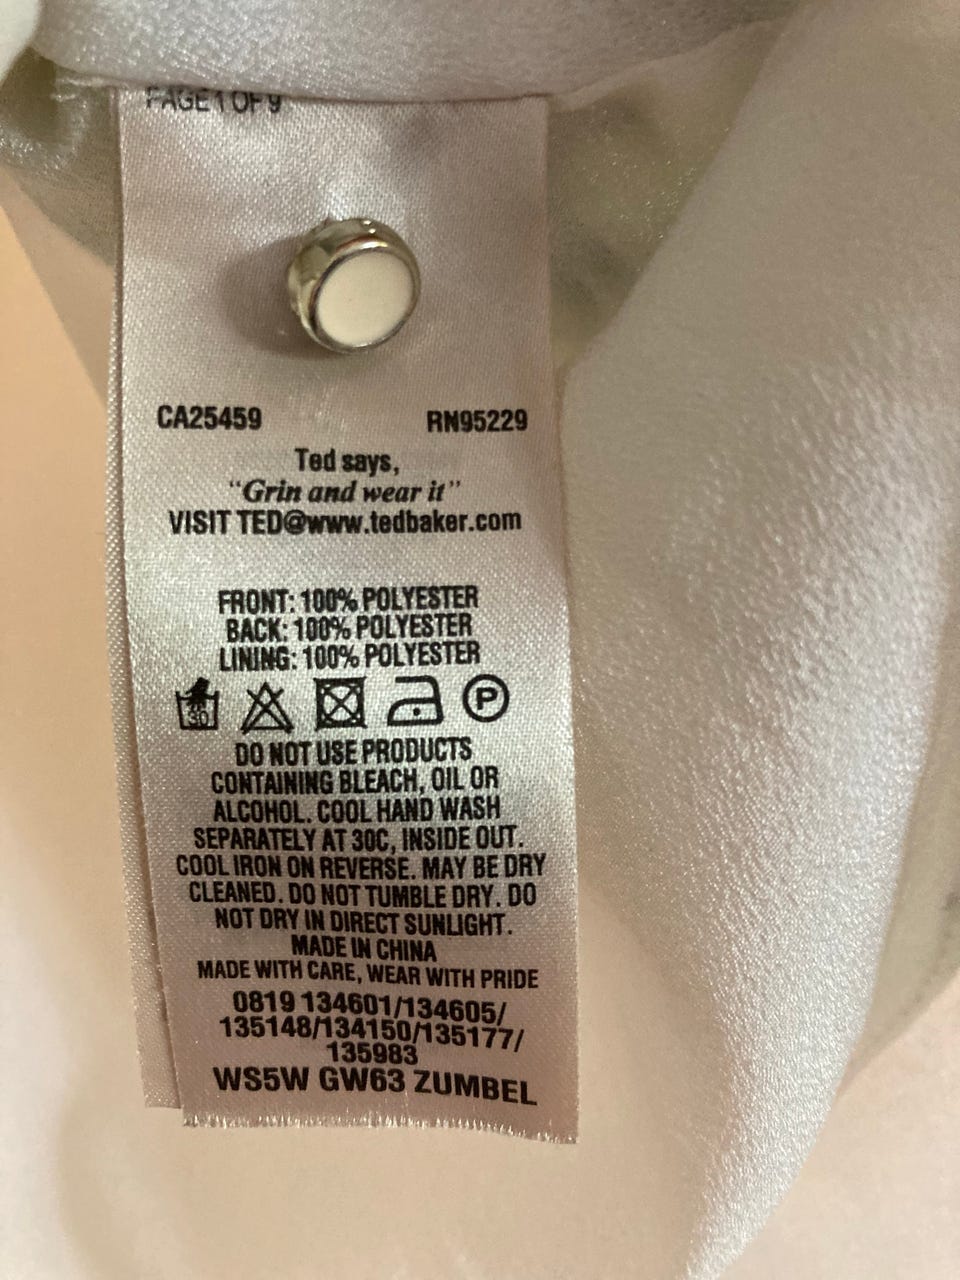 PAGE 1 OF 9
CA25459 RN95229
Ted says,
"Grin and wear it"
VISIT TED@www.tedbaker.com
FRONT: 100% POLYESTER
BACK: 100% POLYESTER
LINING: 100% POLYESTER
30 P
DO NOT USE PRODUCTS
CONTAINING BLEACH, OIL OR
ALCOHOL. COOL HAND WASH
SEPARATELY AT 30C, INSIDE OUT.
COOL IRON ON REVERSE. MAY BE DRY
CLEANED. DO NOT TUMBLE DRY. DO
NOT DRY IN DIRECT SUNLIGHT.
MADE IN CHINA
MADE WITH CARE, WEAR WITH PRIDE
0819 134601/134605/
135148/134150/135177/
135983
WS5W GW63 ZUMBEL